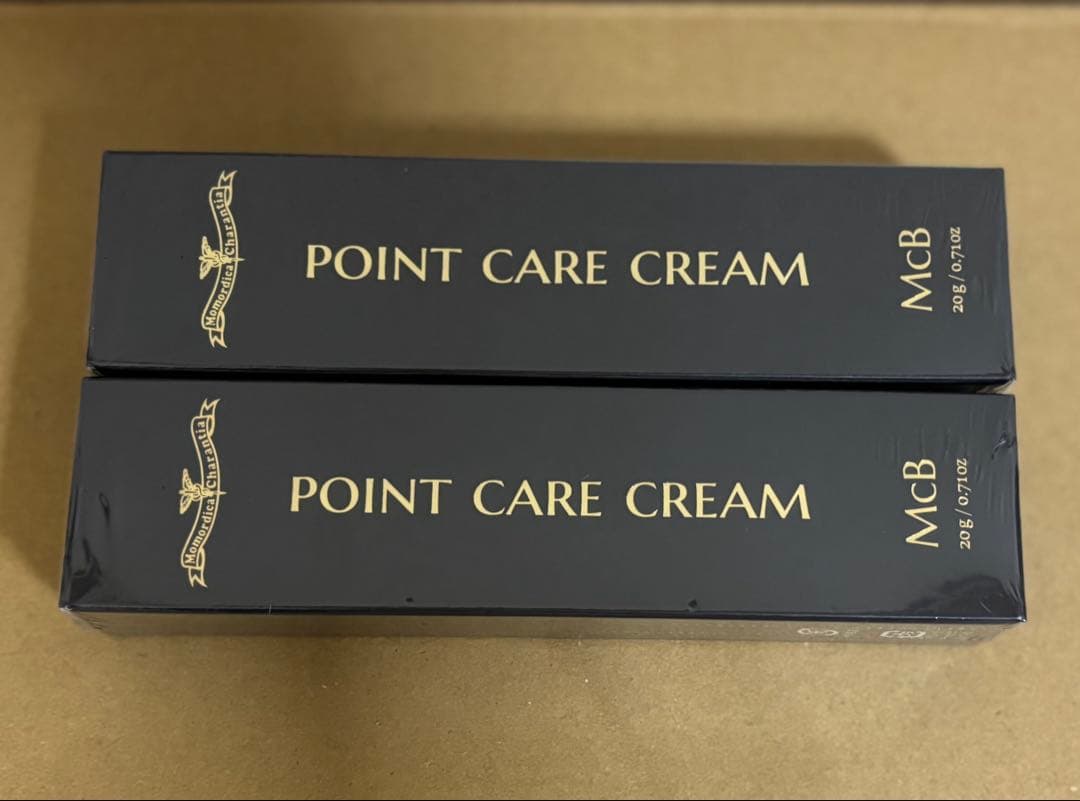 Momordica Charantia
POINT CARE CREAM
McB
20g / 0.71oz
Momordica Charantia
POINT CARE CREAM
McB
20g / 0.71oz